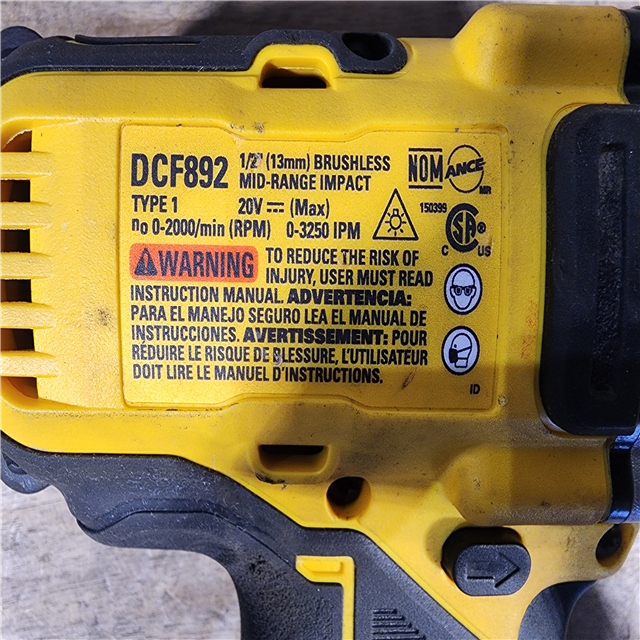 DCF892 1/2" (13mm) BRUSHLESS
MID-RANGE IMPACT
TYPE 1 20V ⎓ (Max)
no 0-2000/min (RPM) 0-3250 IPM
NOM ANCE MR
150399
C SA ® C US
⚠WARNING TO REDUCE THE RISK OF
INJURY, USER MUST READ
INSTRUCTION MANUAL. ADVERTENCIA:
PARA EL MANEJO SEGURO LEA EL MANUAL DE
INSTRUCCIONES. AVERTISSEMENT: POUR
RÉDUIRE LE RISQUE DE BLESSURE, L'UTILISATEUR
DOIT LIRE LE MANUEL D'INSTRUCTIONS.
ID